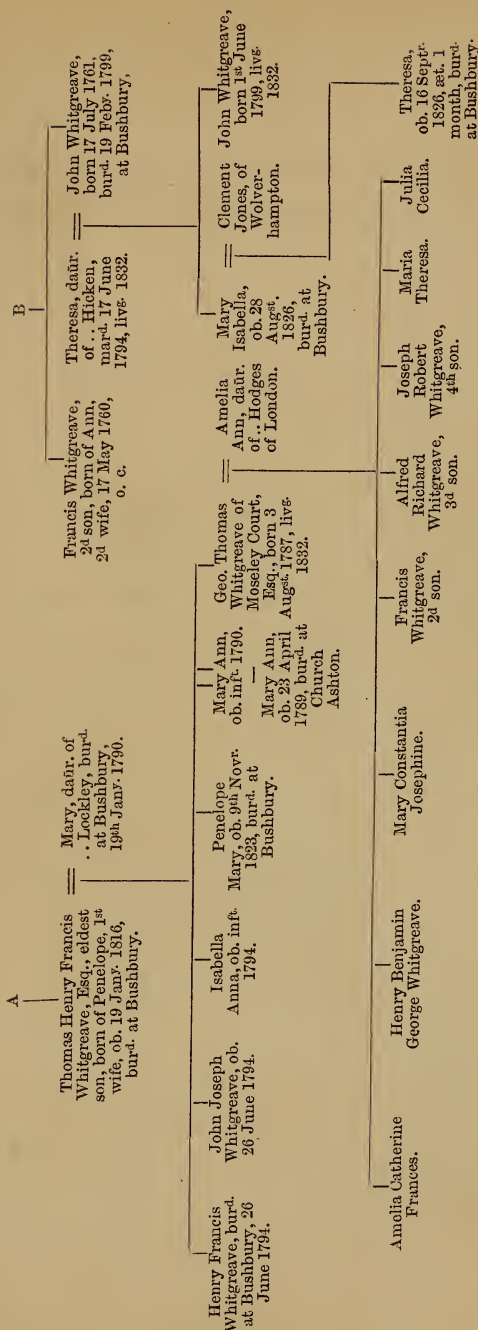 A
Thomas Henry Francis
Whitgreave, Esq., eldest
son, born of Penelope, 1st
wife, ob. 19 Jany. 1816,
burd. at Bushbury.
Mary, daūr. of
.. Lockley, burd.
at Bushbury,
19th Jany. 1790.
B
Francis Whitgreave,
2d son, born of Ann,
2d wife, 17 May 1760,
o. c.
Theresa, daūr.
of .. Hicken,
mard. 17 June
1794, livg. 1832.
John Whitgreave,
born 17 July 1761,
burd. 19 Feby. 1799,
at Bushbury,
Henry Francis
Whitgreave, burd.
at Bushbury, 26
June 1794.
John Joseph
Whitgreave, ob.
26 June 1794.
Isabella
Anna, ob. inft.
1794.
Penelope
Mary, ob. 9th Novr.
1823, burd. at
Bushbury.
Mary Ann,
ob. inft. 1790.
—
Mary Ann,
ob. 23 April
1789, burd. at
Church
Ashton.
Geo. Thomas
Whitgreave of
Moseley Court,
Esq., born 3
Augst. 1787, livg.
1832.
Amelia
Ann, daūr.
of .. Hodges
of London.
Mary
Isabella,
ob. 28
Augst.
1826,
burd. at
Bushbury.
Clement
Jones, of
Wolver-
hampton.
John Whitgreave,
born 1st June
1799, livg.
1832.
Amelia Catherine
Frances.
Henry Benjamin
George Whitgreave.
Mary Constantia
Josephine.
Francis
Whitgreave,
2d son.
Alfred
Richard
Whitgreave,
3d son.
Joseph
Robert
Whitgreave,
4th son.
Maria
Theresa.
Julia
Cecilia.
Theresa,
ob. 16 Septr.
1826, æt. 1
month, burd.
at Bushbury.